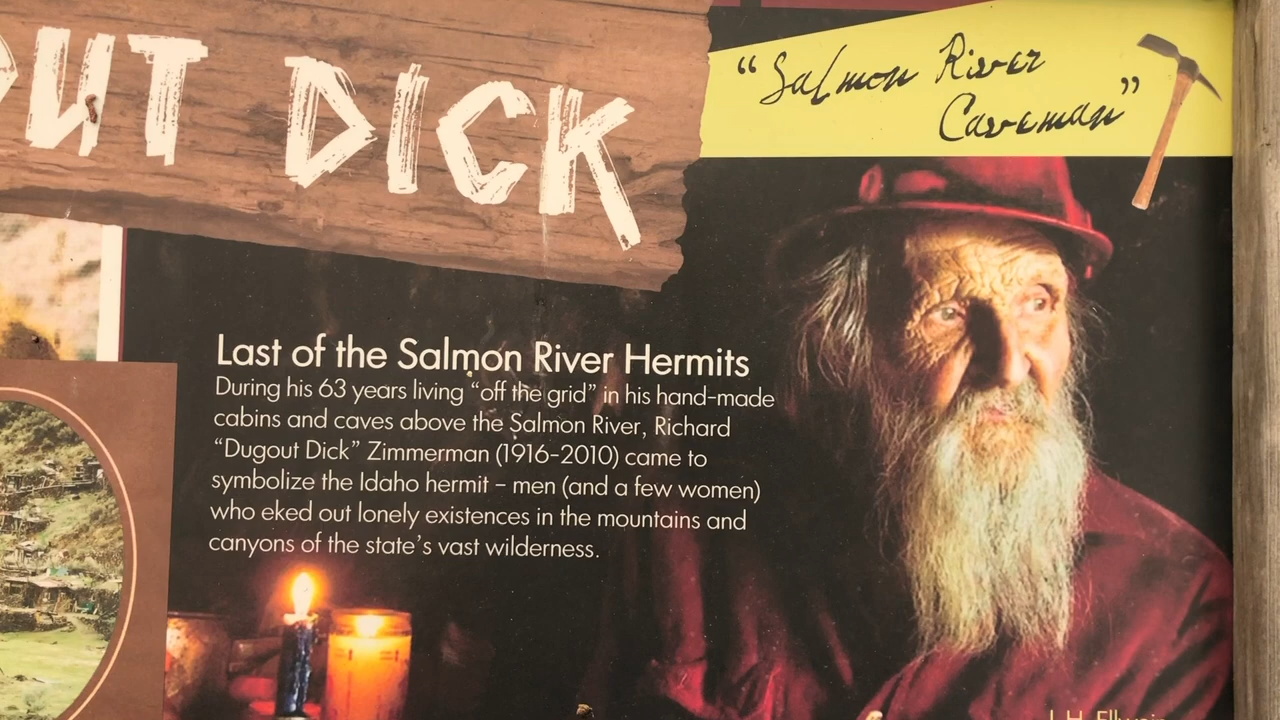 OUT DICK
“Salmon River
Caveman”
Last of the Salmon River Hermits
During his 63 years living “off the grid” in his hand-made
cabins and caves above the Salmon River, Richard
“Dugout Dick” Zimmerman (1916-2010) came to
symbolize the Idaho hermit – men (and a few women)
who eked out lonely existences in the mountains and
canyons of the state’s vast wilderness.